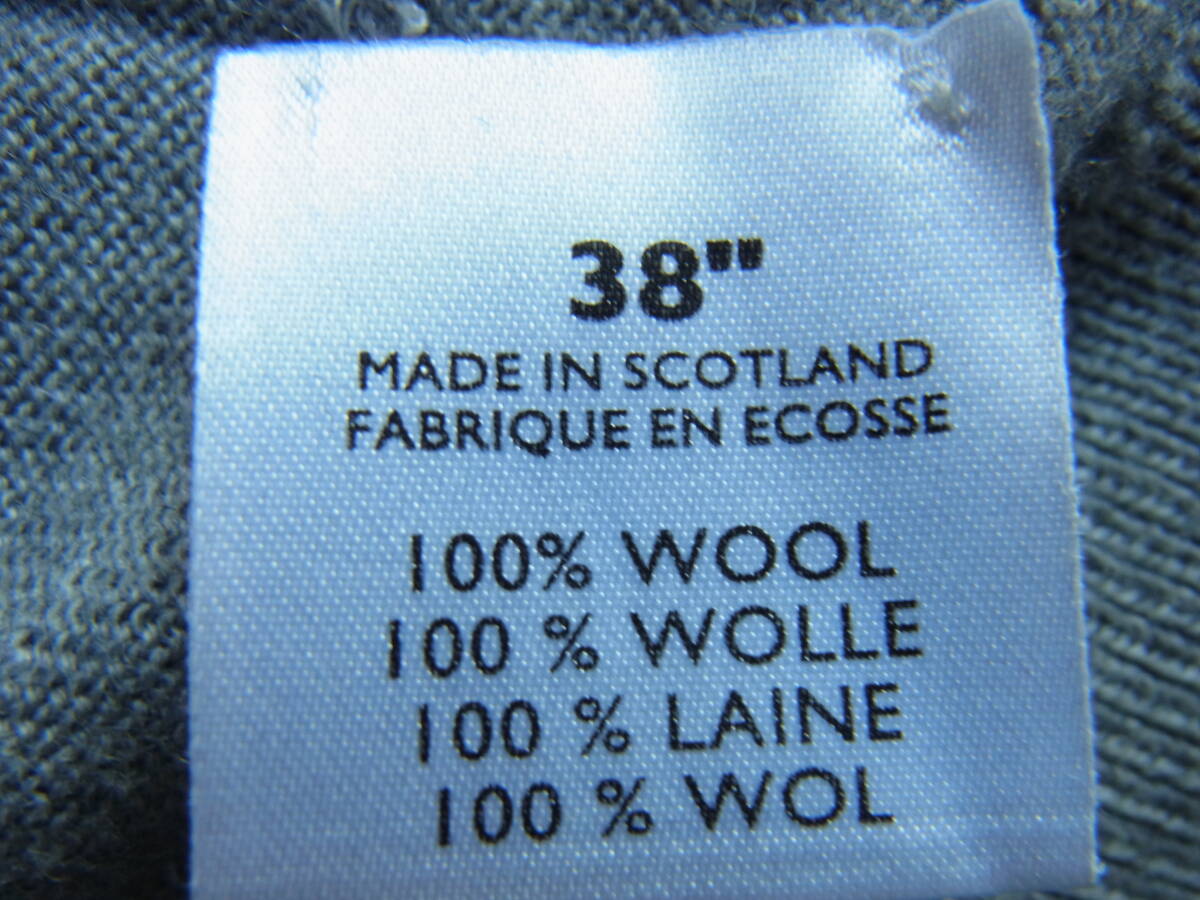 38"
MADE IN SCOTLAND
FABRIQUE EN ECOSSE
100% WOOL
100 % WOLLE
100 % LAINE
100 % WOL